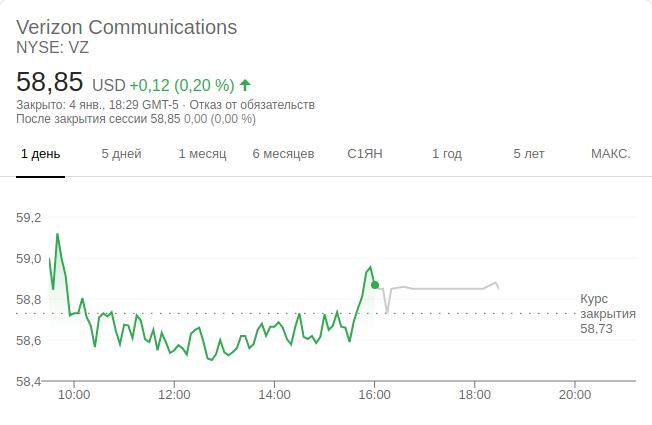 Verizon Communications
NYSE: VZ
58,85 USD +0,12 (0,20 %)
Закрыто: 4 янв., 18:29 GMT-5 · Отказ от обязательств
После закрытия сессии 58,85 0,00 (0,00 %)
1 день 5 дней 1 месяц 6 месяцев С1ЯН 1 год 5 лет МАКС.
59,2
59,0
58,8
58,6
58,4
Курс
закрытия
58,73
10:00 12:00 14:00 16:00 18:00 20:00